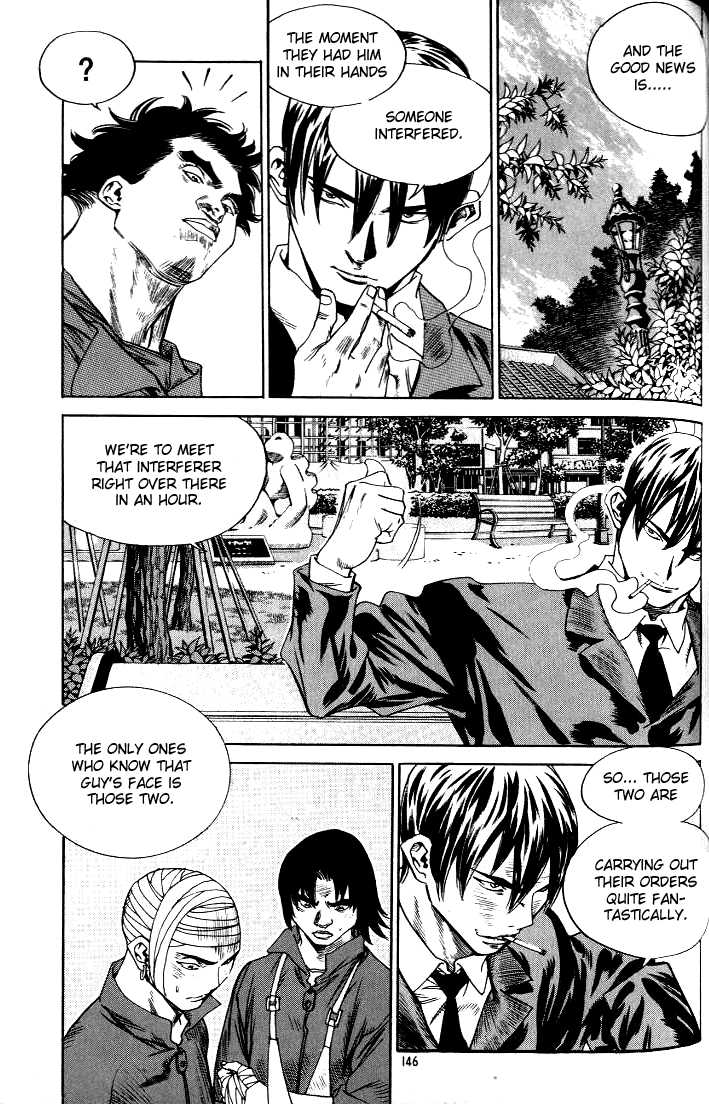 AND THE
GOOD NEWS
IS.....
THE MOMENT
THEY HAD HIM
IN THEIR HANDS
SOMEONE
INTERFERED.
?
WE'RE TO MEET
THAT INTERFERER
RIGHT OVER THERE
IN AN HOUR.
SO... THOSE
TWO ARE
CARRYING OUT
THEIR ORDERS
QUITE FAN-
TASTICALLY.
THE ONLY ONES
WHO KNOW THAT
GUY'S FACE IS
THOSE TWO.
146